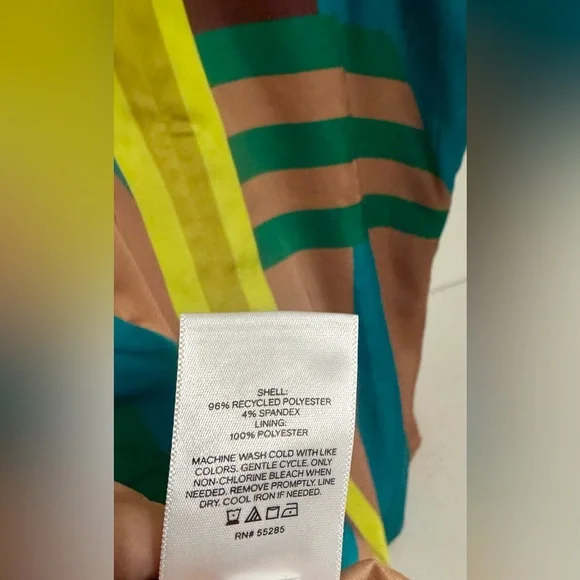 SHELL:
96% RECYCLED POLYESTER
4% SPANDEX
LINING:
100% POLYESTER
MACHINE WASH COLD WITH LIKE
COLORS. GENTLE CYCLE. ONLY
NON-CHLORINE BLEACH WHEN
NEEDED. REMOVE PROMPTLY. LINE
DRY. COOL IRON IF NEEDED.
RN# 55285